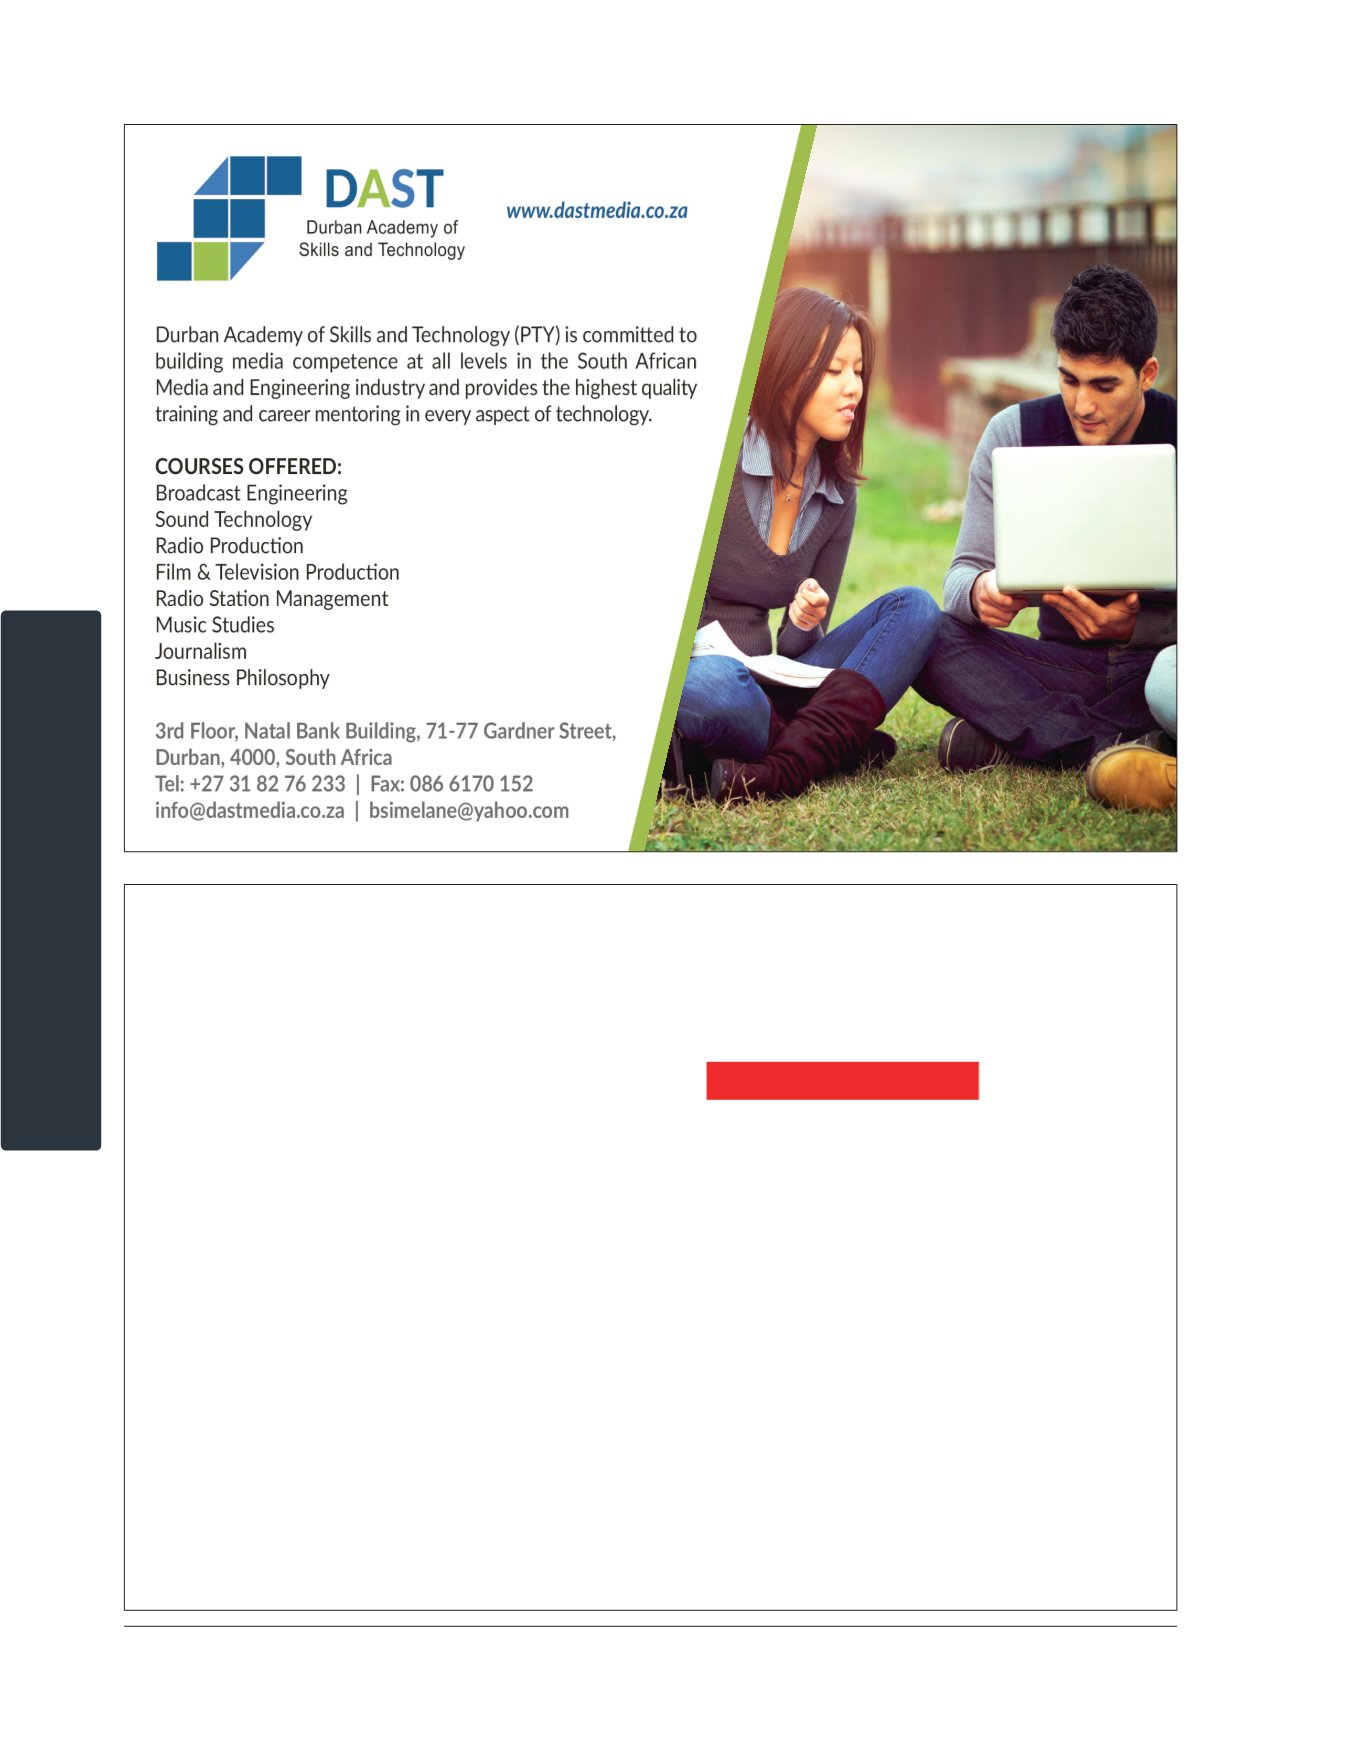 DAST
Durban Academy of
Skills and Technology
www.dastmedia.co.za
Durban Academy of Skills and Technology (PTY) is committed to
building media competence at all levels in the South African
Media and Engineering industry and provides the highest quality
training and career mentoring in every aspect of technology.
COURSES OFFERED:
Broadcast Engineering
Sound Technology
Radio Production
Film & Television Production
Radio Station Management
Music Studies
Journalism
Business Philosophy
3rd Floor, Natal Bank Building, 71-77 Gardner Street,
Durban, 4000, South Africa
Tel: +27 31 82 76 233 | Fax: 086 6170 152
info@dastmedia.co.za | bsimelane@yahoo.com